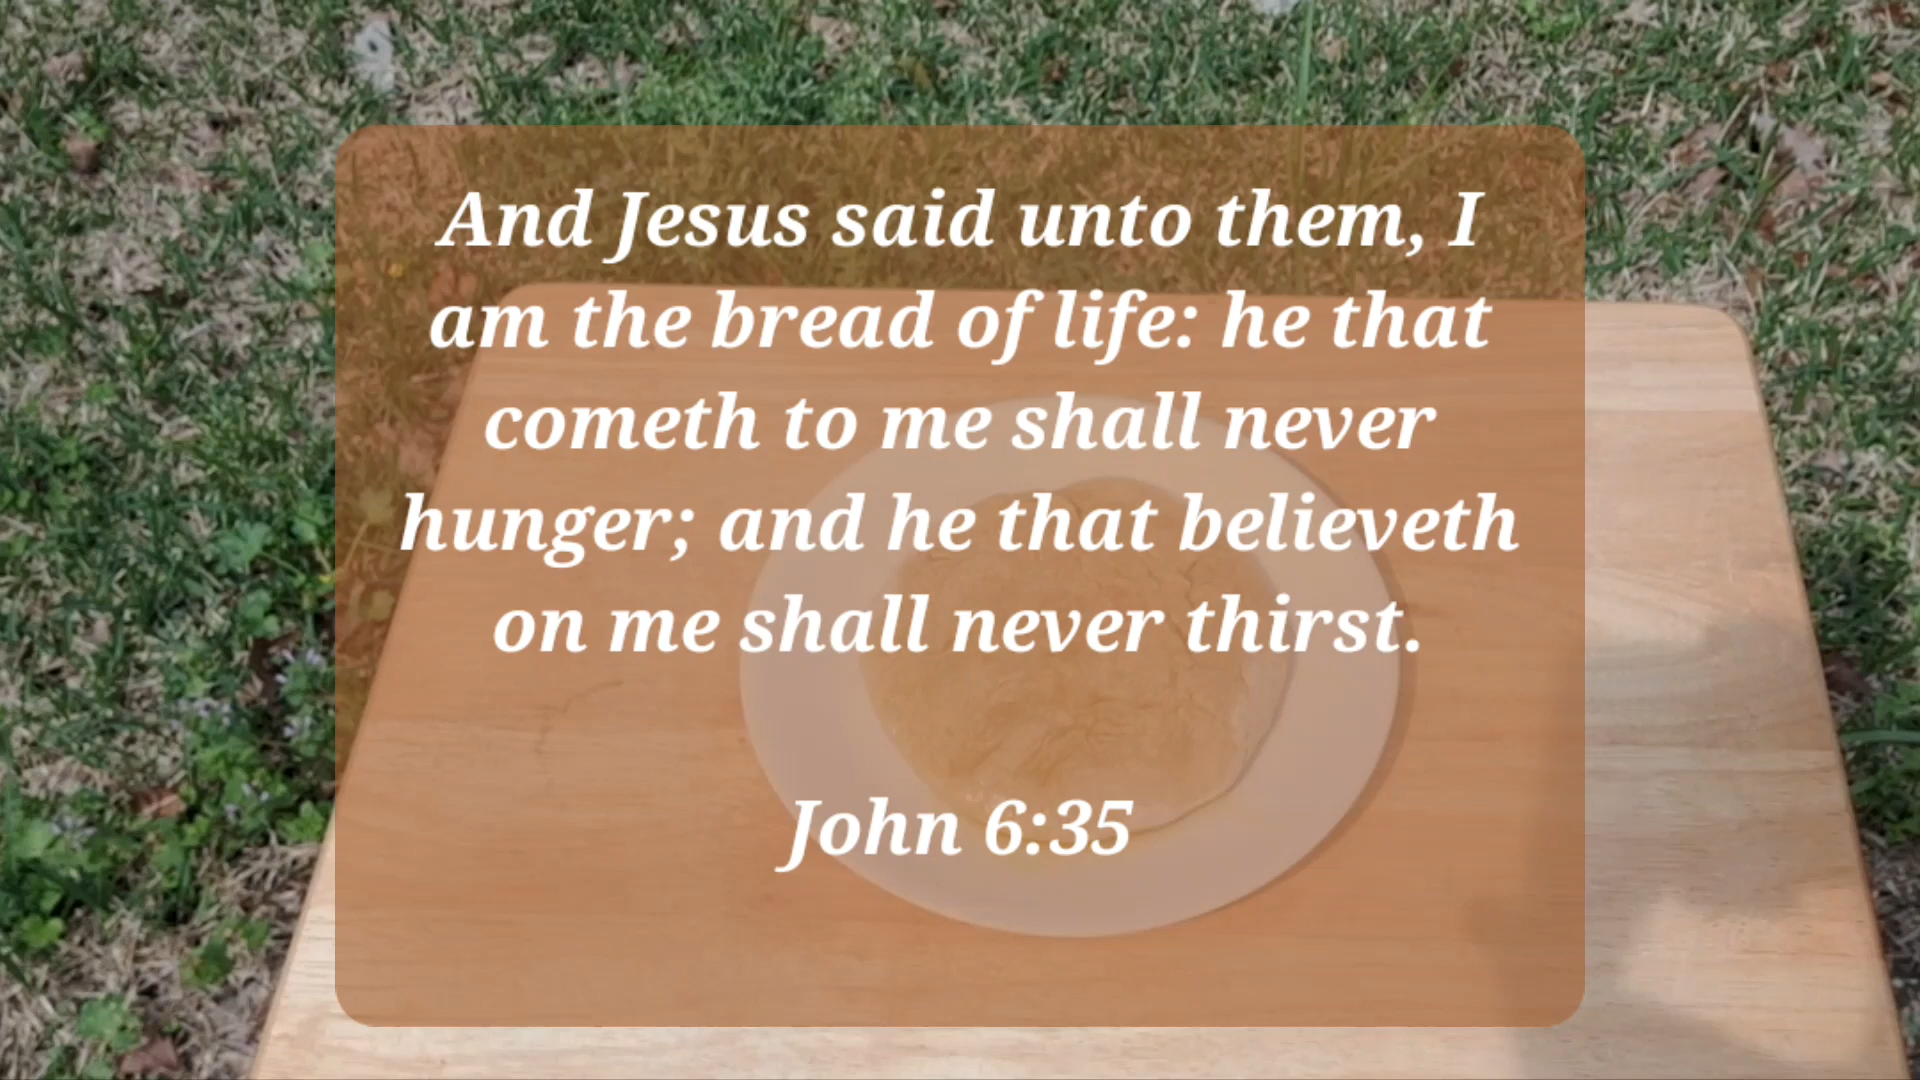 And Jesus said unto them, I
am the bread of life: he that
cometh to me shall never
hunger; and he that believeth
on me shall never thirst.
John 6:35